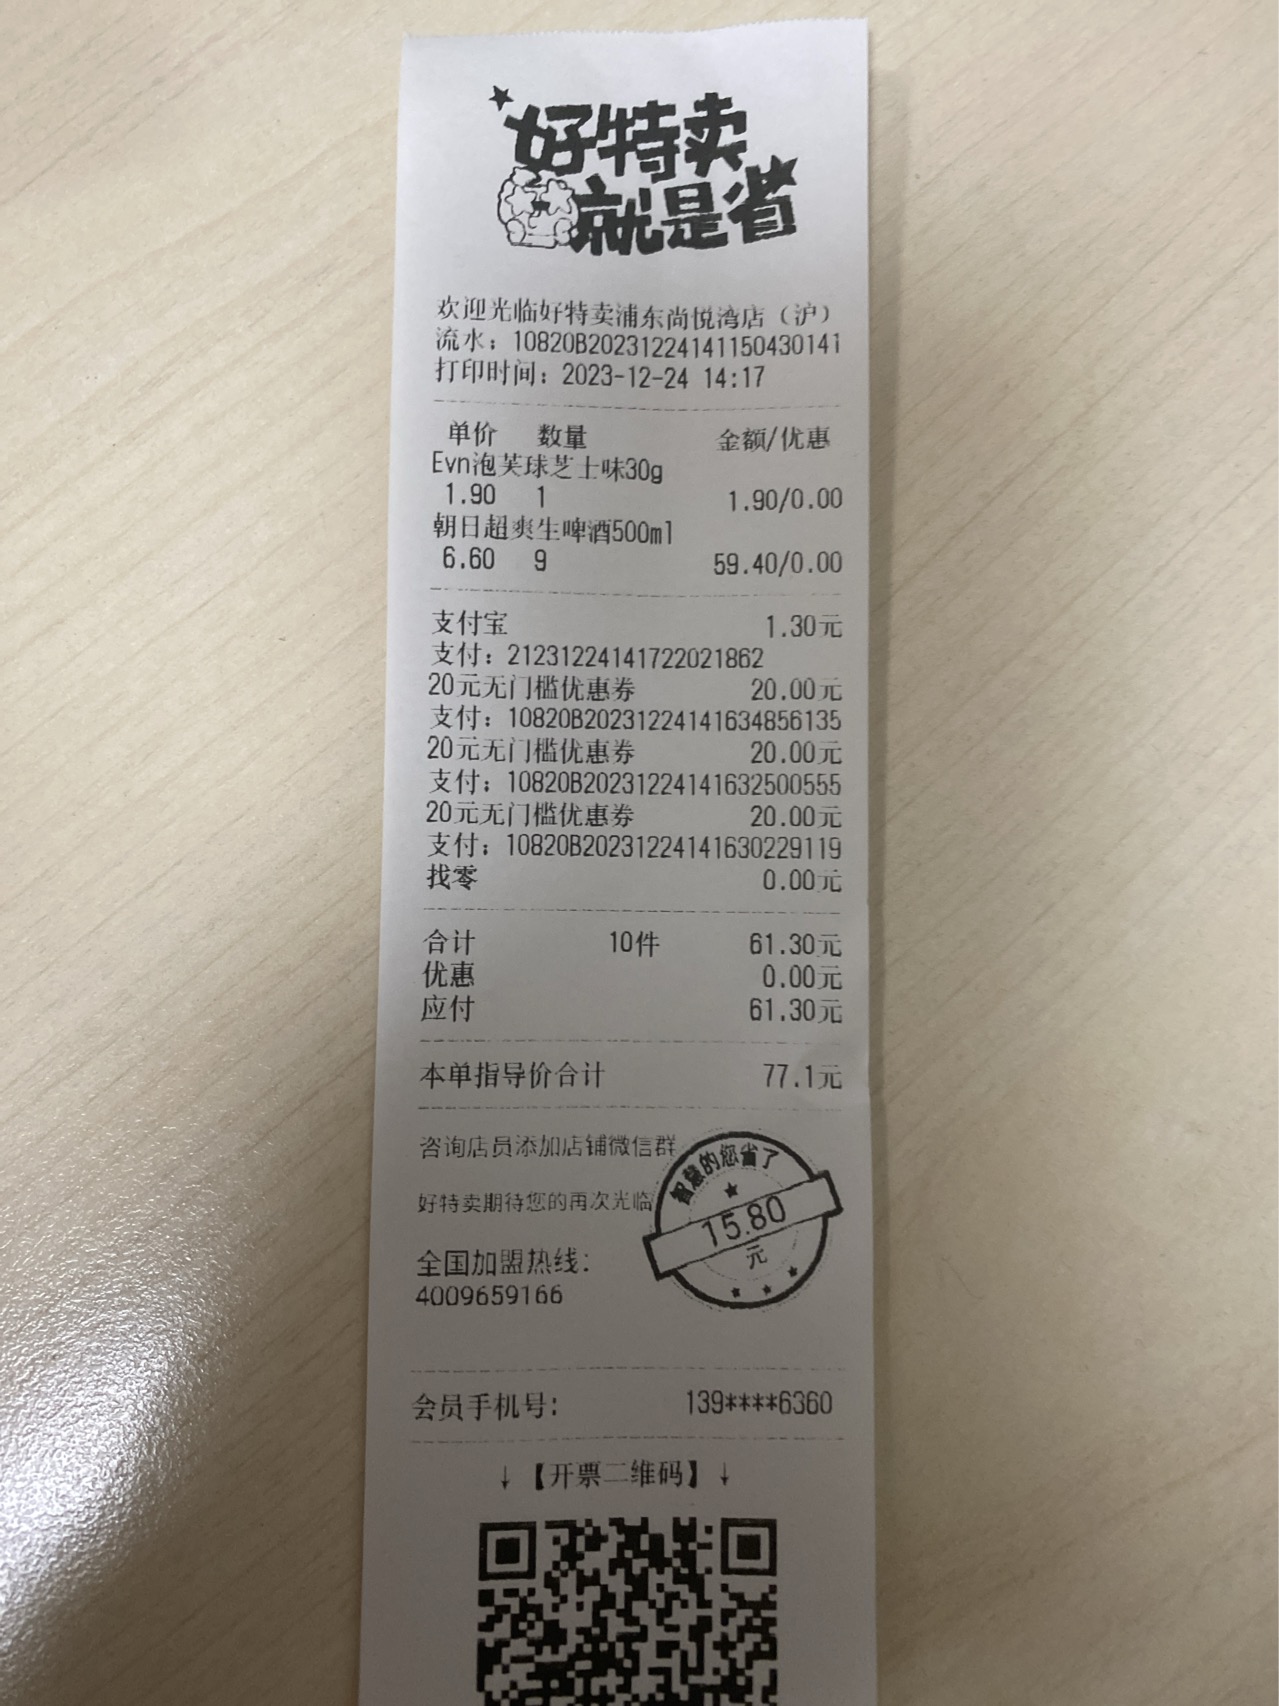 好特卖
就是省
欢迎光临好特卖浦东尚悦湾店（沪）
流水：10820B20231224141150430141
打印时间：2023-12-24 14:17
单价 数量 金额/优惠
Evn泡芙球芝士味30g
1.90 1 1.90/0.00
朝日超爽生啤酒500ml
6.60 9 59.40/0.00
支付宝 1.30元
支付：21231224141722021862
20元无门槛优惠券 20.00元
支付：10820B20231224141634856135
20元无门槛优惠券 20.00元
支付：10820B20231224141632500555
20元无门槛优惠券 20.00元
支付：10820B20231224141630229119
找零 0.00元
合计 10件 61.30元
优惠 0.00元
应付 61.30元
本单指导价合计 77.1元
咨询店员添加店铺微信群
好特卖期待您的再次光临
智慧的您省了
15.80
元
全国加盟热线：
4009659166
会员手机号： 139****6360
↓【开票二维码】↓